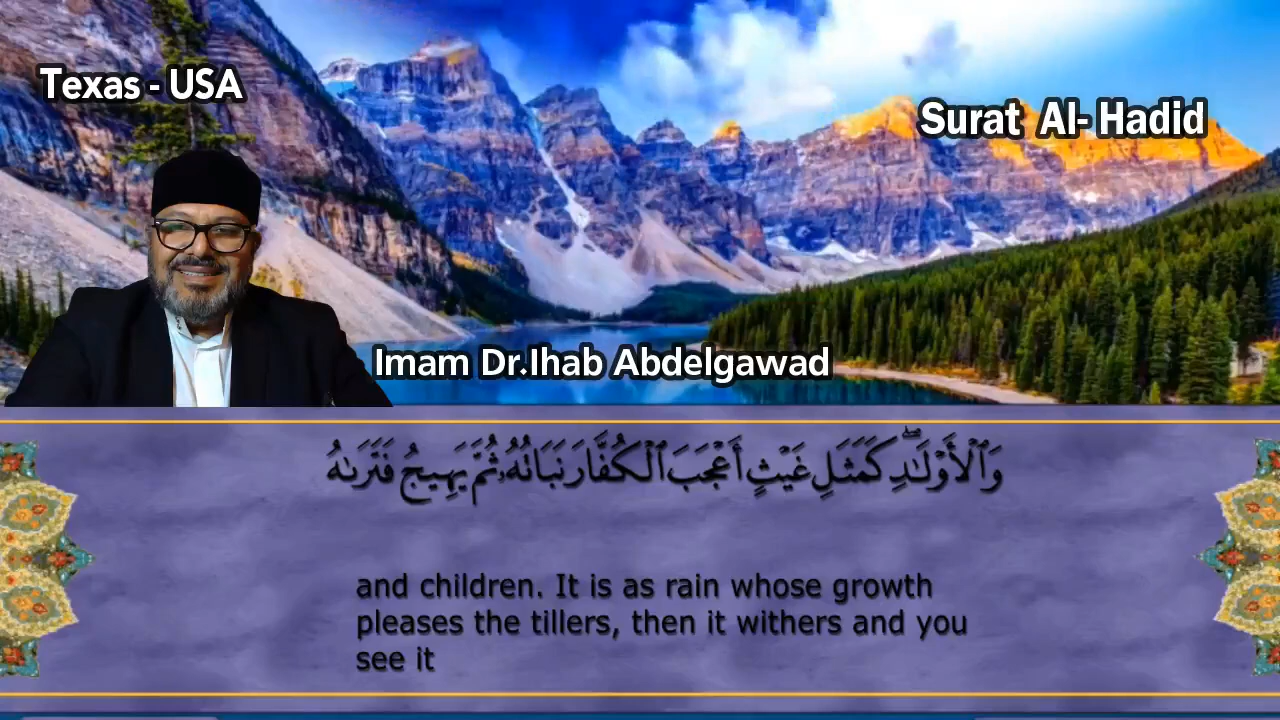 Texas - USA
Surat Al- Hadid
Imam Dr.Ihab Abdelgawad
وَٱلۡأَوۡلَٰدِۖ كَمَثَلِ غَيۡثٍ أَعۡجَبَ ٱلۡكُفَّارَ نَبَاتُهُۥ ثُمَّ يَهِيجُ فَتَرَىٰهُ
and children. It is as rain whose growth
pleases the tillers, then it withers and you
see it